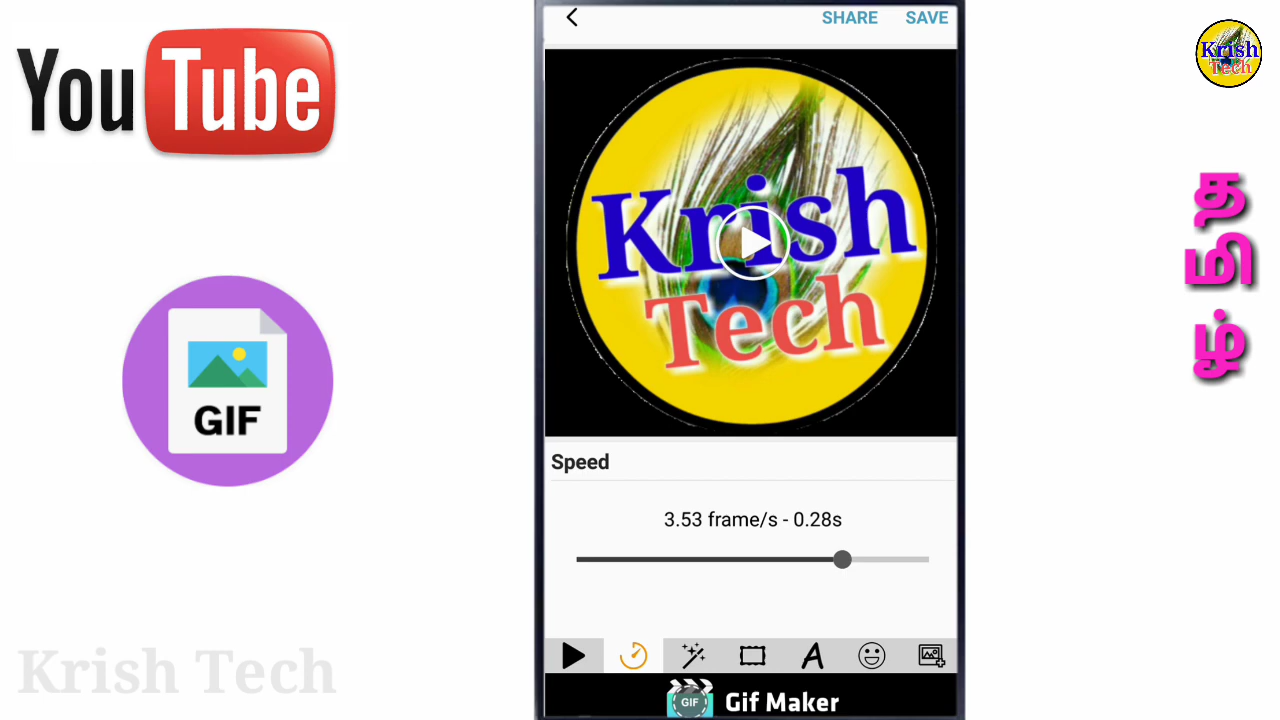 YouTube
SHARE SAVE
Krish
Tech
தமிழ்
Krish
Tech
GIF
Speed
3.53 frame/s - 0.28s
A
GIF
Gif Maker
Krish Tech